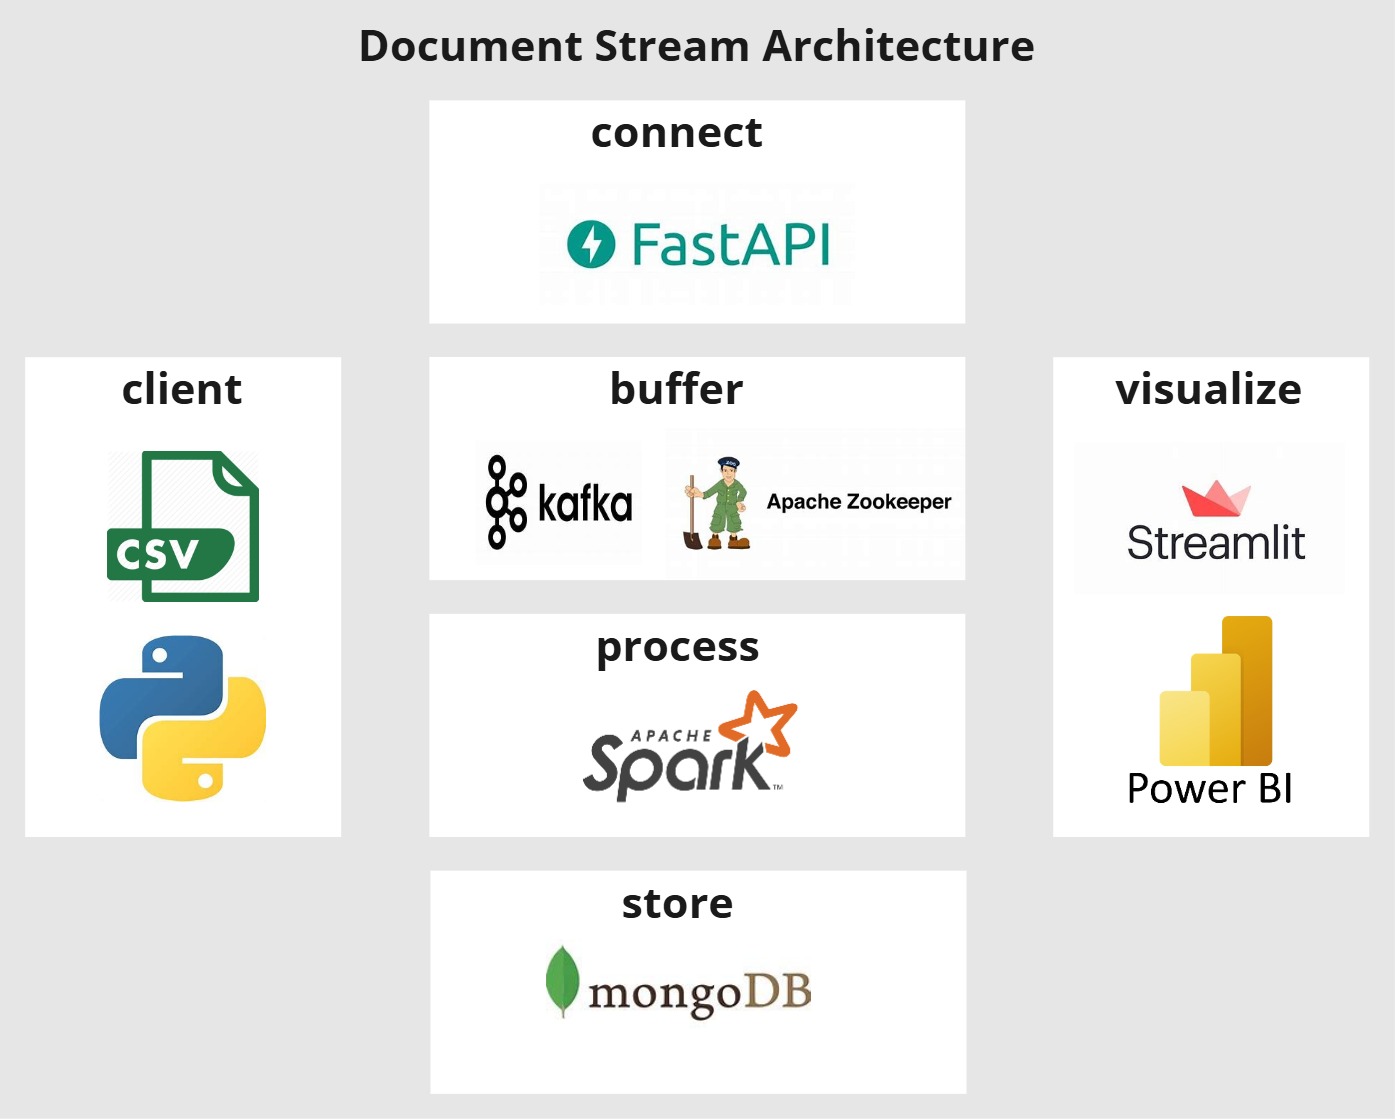 Document Stream Architecture
connect
FastAPI
client
CSV
buffer
kafka
Apache Zookeeper
process
APACHE
Spark™
store
mongoDB
visualize
Streamlit
Power BI